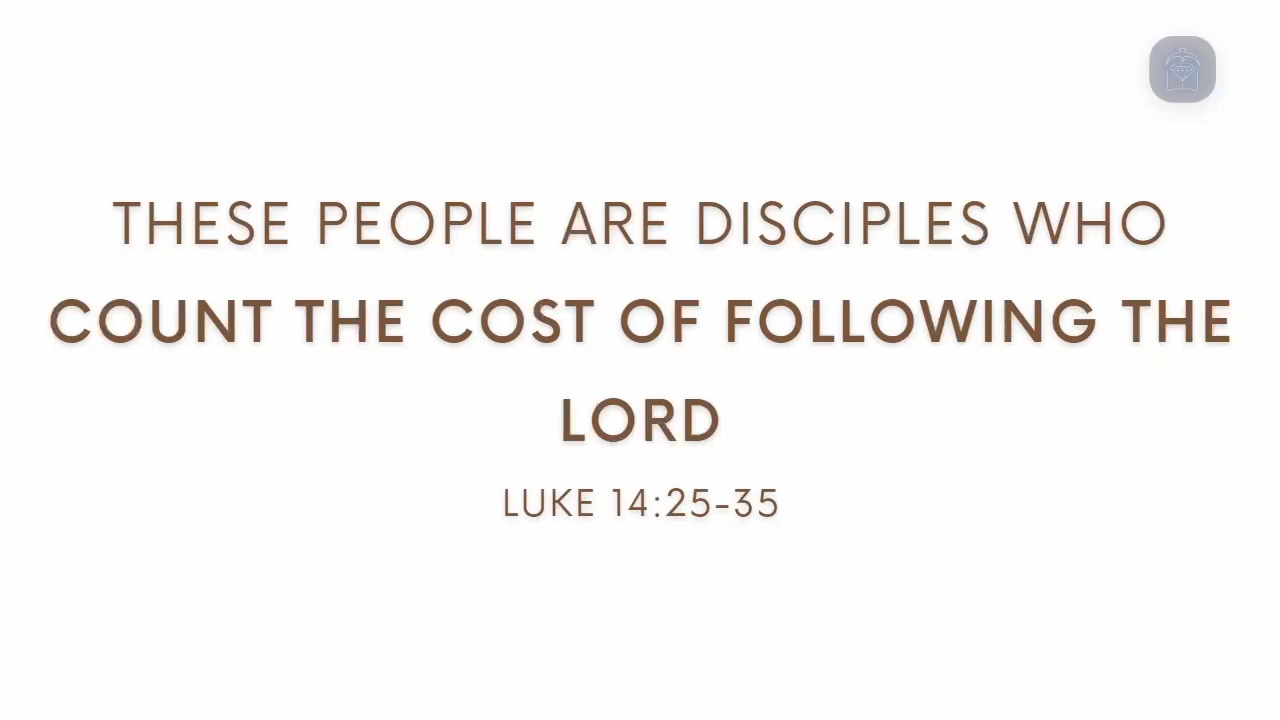 THESE PEOPLE ARE DISCIPLES WHO
COUNT THE COST OF FOLLOWING THE
LORD
LUKE 14:25-35